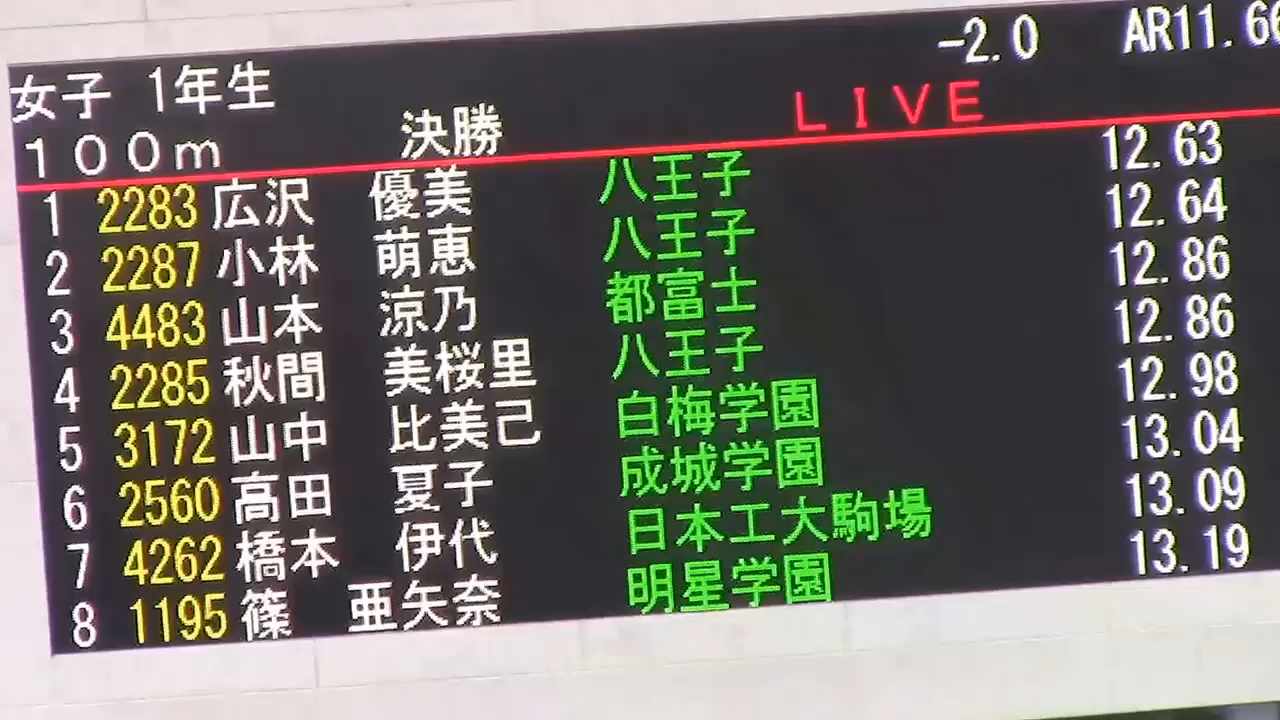 女子 1年生 -2.0 AR11.66
100m 決勝 LIVE
1 2283 広沢 優美 八王子 12.63
2 2287 小林 萌恵 八王子 12.64
3 4483 山本 涼乃 都富士 12.86
4 2285 秋間 美桜里 八王子 12.86
5 3172 山中 比美己 白梅学園 12.98
6 2560 高田 夏子 成城学園 13.04
7 4262 橋本 伊代 日本工大駒場 13.09
8 1195 篠 亜矢奈 明星学園 13.19